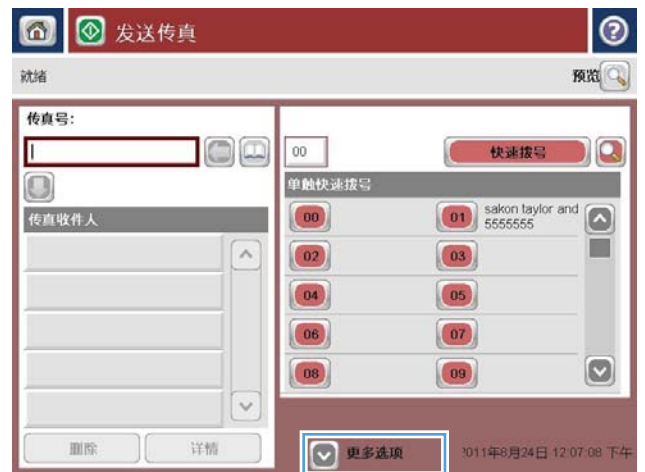 发送传真
就绪
预览
传真号：
00
快速拨号
单触快速拨号
传真收件人
00
01 sakon taylor and
5555555
02
03
04
05
06
07
08
09
删除
详情
更多选项
2011年8月24日 12:07:08 下午